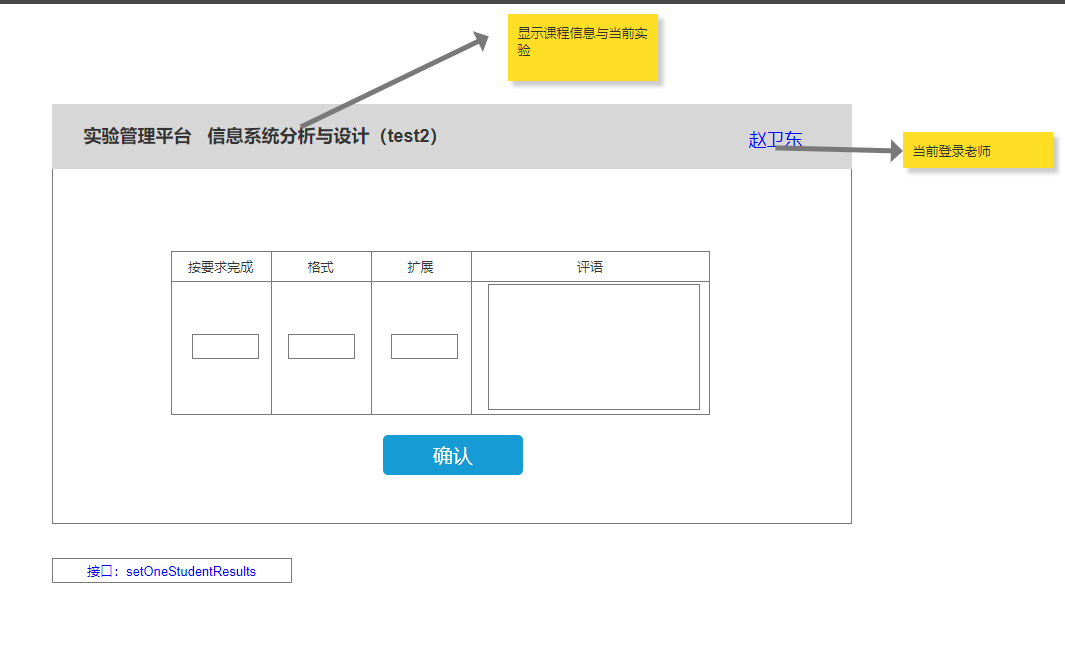 显示课程信息与当前实
验
实验管理平台 信息系统分析与设计（test2）
赵卫东
当前登录老师
按要求完成 格式 扩展 评语
确认
接口：setOneStudentResults